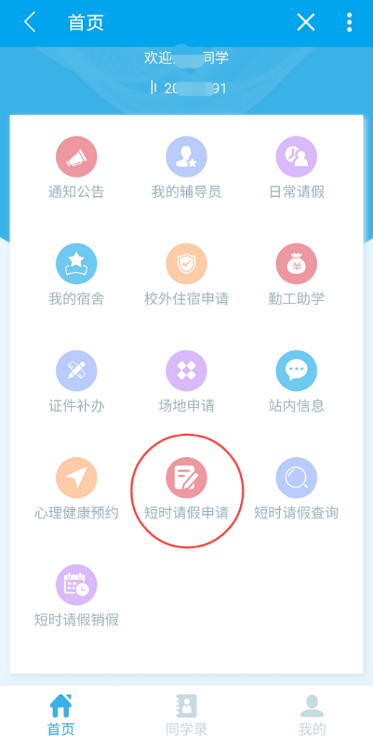 首页
欢迎 同学
20 91
通知公告
我的辅导员
日常请假
我的宿舍
校外住宿申请
勤工助学
证件补办
场地申请
站内信息
心理健康预约
短时请假申请
短时请假查询
短时请假销假
首页
同学录
我的